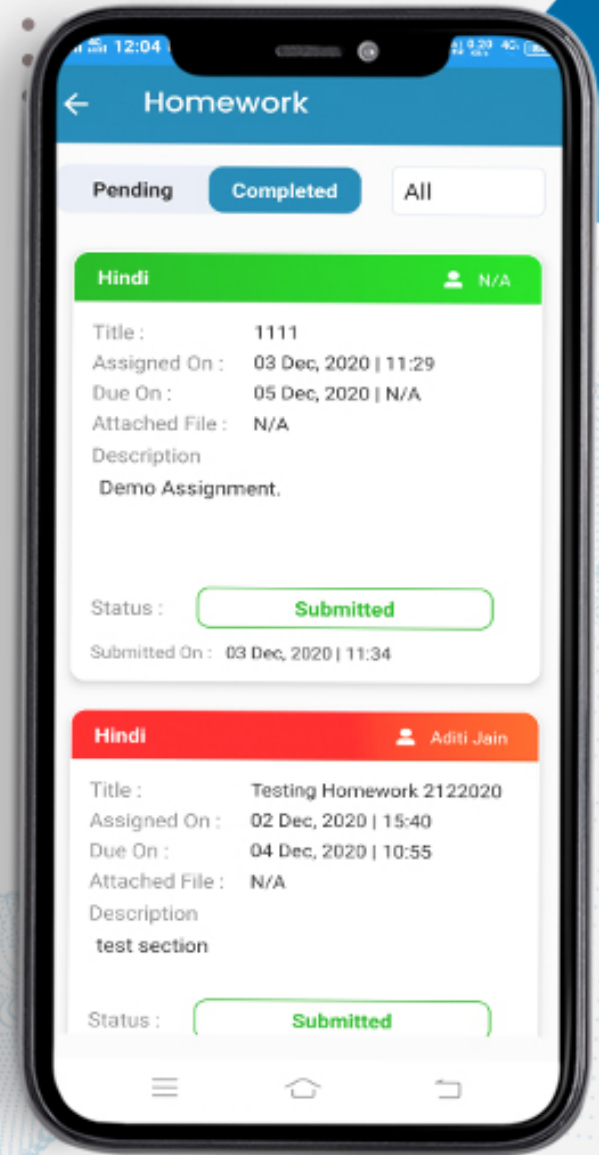 12:04
Homework
Pending Completed All
Hindi N/A
Title : 1111
Assigned On : 03 Dec, 2020 | 11:29
Due On : 05 Dec, 2020 | N/A
Attached File : N/A
Description
Demo Assignment.
Status : Submitted
Submitted On : 03 Dec, 2020 | 11:34
Hindi Aditi Jain
Title : Testing Homework 2122020
Assigned On : 02 Dec, 2020 | 15:40
Due On : 04 Dec, 2020 | 10:55
Attached File : N/A
Description
test section
Status : Submitted